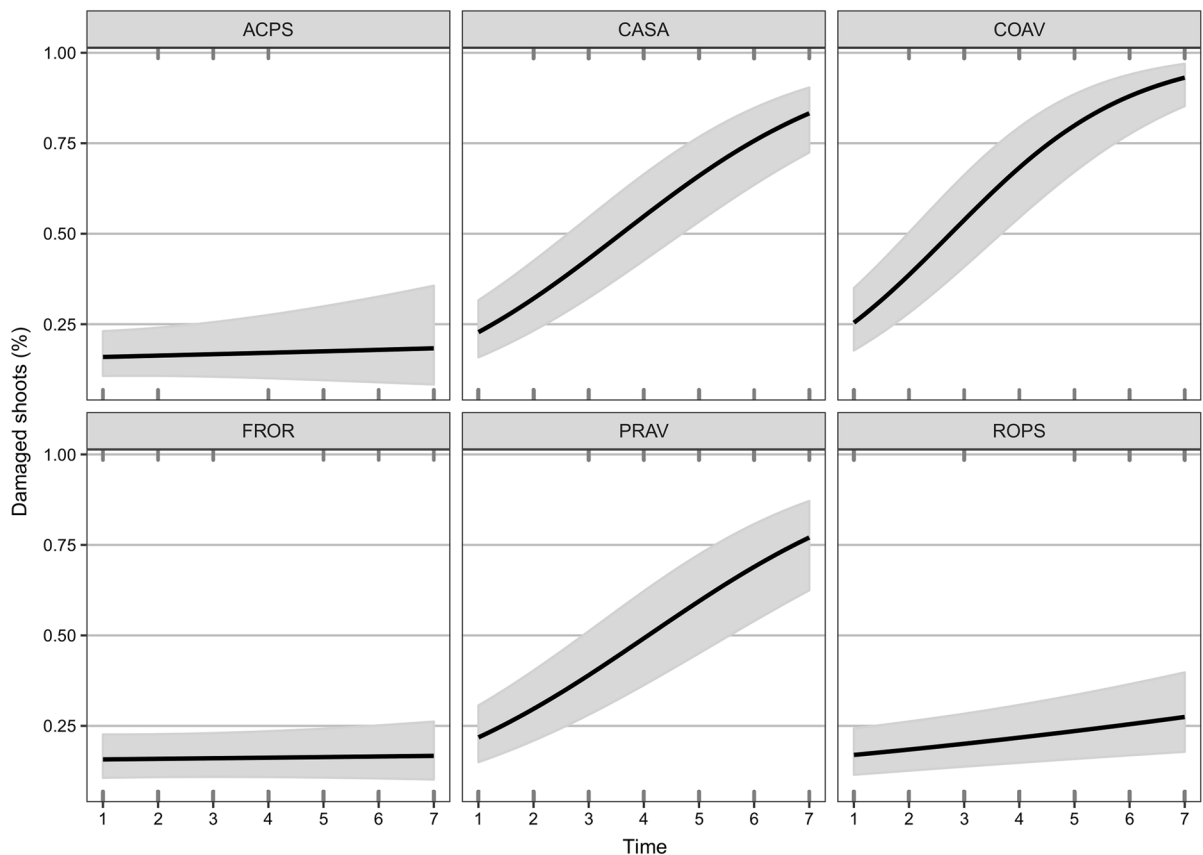 ACPS CASA COAV
1.00
0.75
0.50
0.25
FROR PRAV ROPS
1.00
0.75
0.50
0.25
1 2 3 4 5 6 7 1 2 3 4 5 6 7 1 2 3 4 5 6 7
Time
Damaged shoots (%)